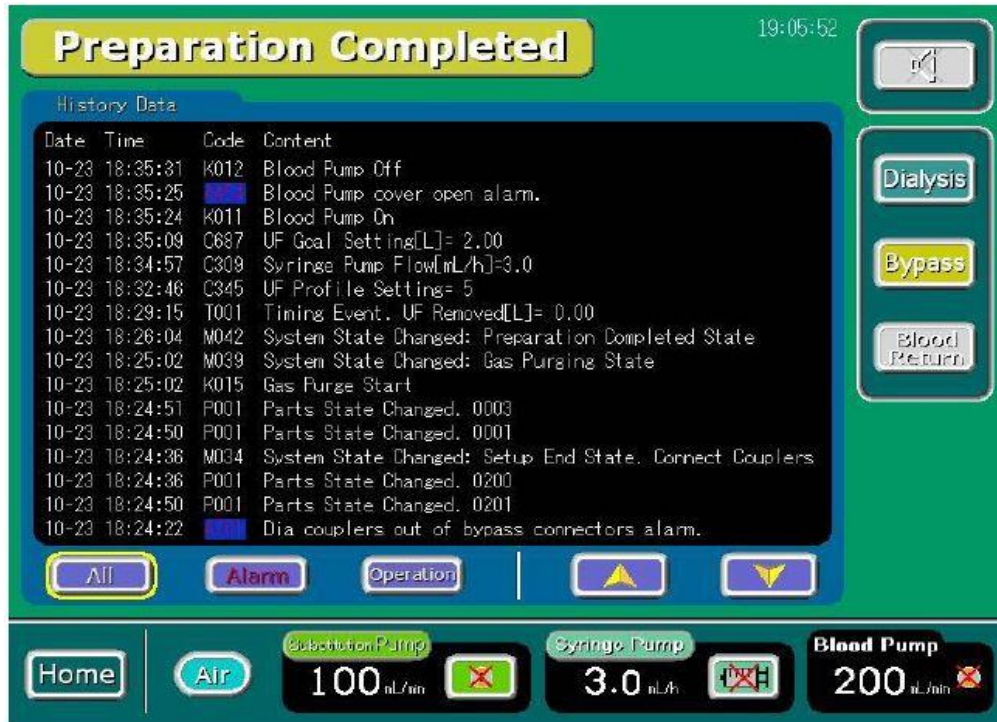 Preparation Completed
19:05:52
History Data
Date Time Code Content
10-23 18:35:31 K012 Blood Pump Off
10-23 18:35:25 Blood Pump cover open alarm.
10-23 18:35:24 K011 Blood Pump On
10-23 18:35:09 C687 UF Goal Setting[L]= 2.00
10-23 18:34:57 C309 Syringe Pump Flow[mL/h]=3.0
10-23 18:32:46 C345 UF Profile Setting= 5
10-23 18:29:15 T001 Timing Event. UF Removed[L]= 0.00
10-23 18:26:04 M042 System State Changed: Preparation Completed State
10-23 18:25:02 M039 System State Changed: Gas Purging State
10-23 18:25:02 K015 Gas Purge Start
10-23 18:24:51 P001 Parts State Changed. 0003
10-23 18:24:50 P001 Parts State Changed. 0001
10-23 18:24:36 M034 System State Changed: Setup End State. Connect Couplers
10-23 18:24:36 P001 Parts State Changed. 0200
10-23 18:24:50 P001 Parts State Changed. 0201
10-23 18:24:22 Dia couplers out of bypass connectors alarm.
All Alarm Operation
Dialysis
Bypass
Blood
Return
Home Air
Substitution Pump
100 mL/min
Syringe Pump
3.0 mL/h
Blood Pump
200 mL/min